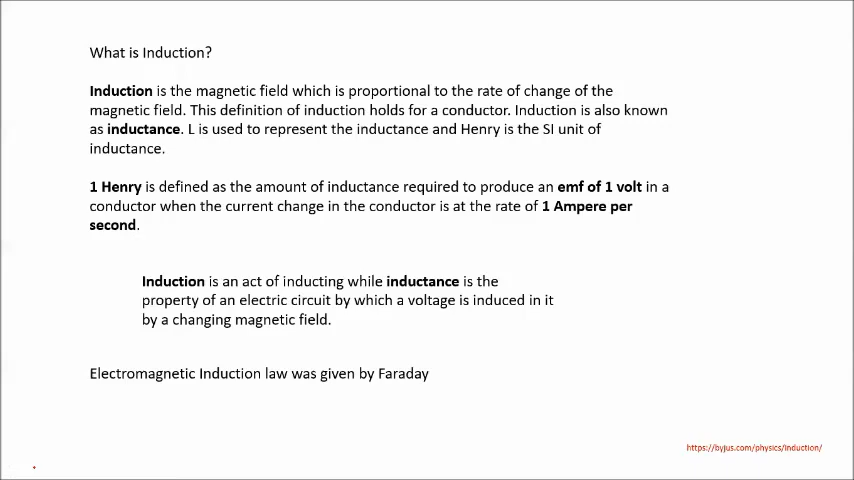 What is Induction?
Induction is the magnetic field which is proportional to the rate of change of the
magnetic field. This definition of induction holds for a conductor. Induction is also known
as inductance. L is used to represent the inductance and Henry is the SI unit of
inductance.
1 Henry is defined as the amount of inductance required to produce an emf of 1 volt in a
conductor when the current change in the conductor is at the rate of 1 Ampere per
second.
Induction is an act of inducting while inductance is the
property of an electric circuit by which a voltage is induced in it
by a changing magnetic field.
Electromagnetic Induction law was given by Faraday
https://byjus.com/physics/induction/